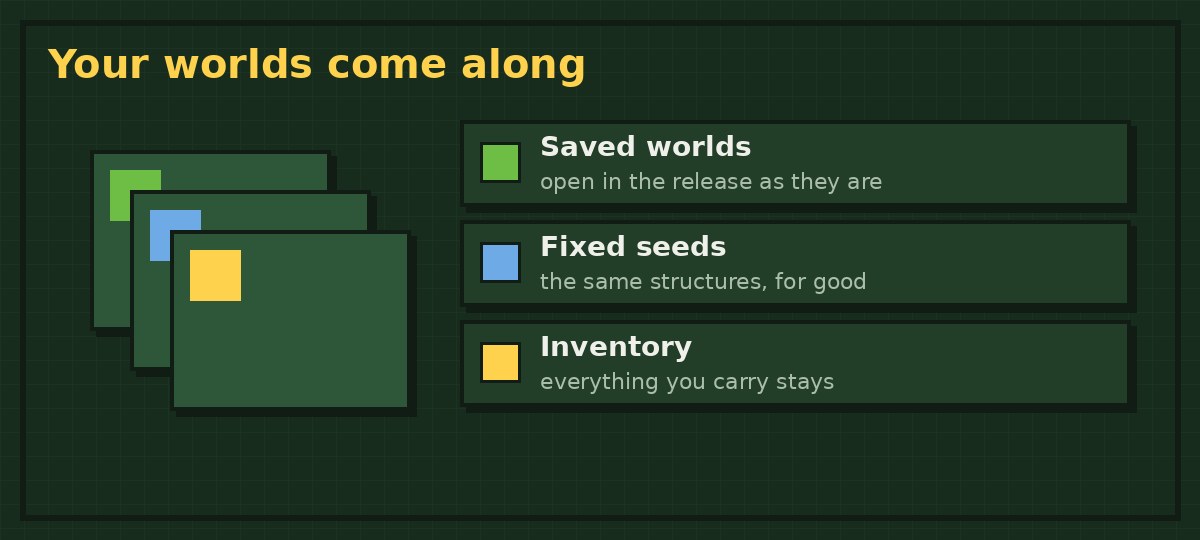 Your worlds come along
Saved worlds
open in the release as they are
Fixed seeds
the same structures, for good
Inventory
everything you carry stays